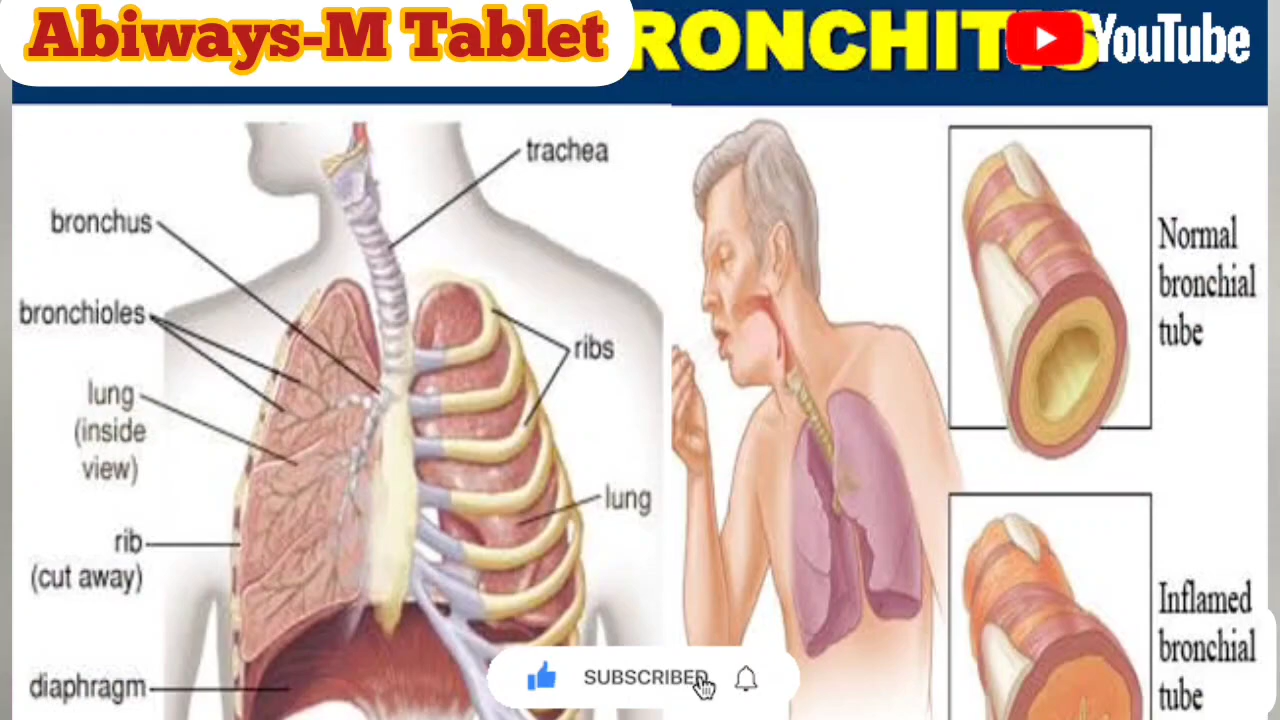 Abiways-M Tablet
RONCHITIS
YouTube
trachea
bronchus
bronchioles
ribs
lung
(inside
view)
lung
rib
(cut away)
diaphragm
Normal
bronchial
tube
Inflamed
bronchial
tube
SUBSCRIBED